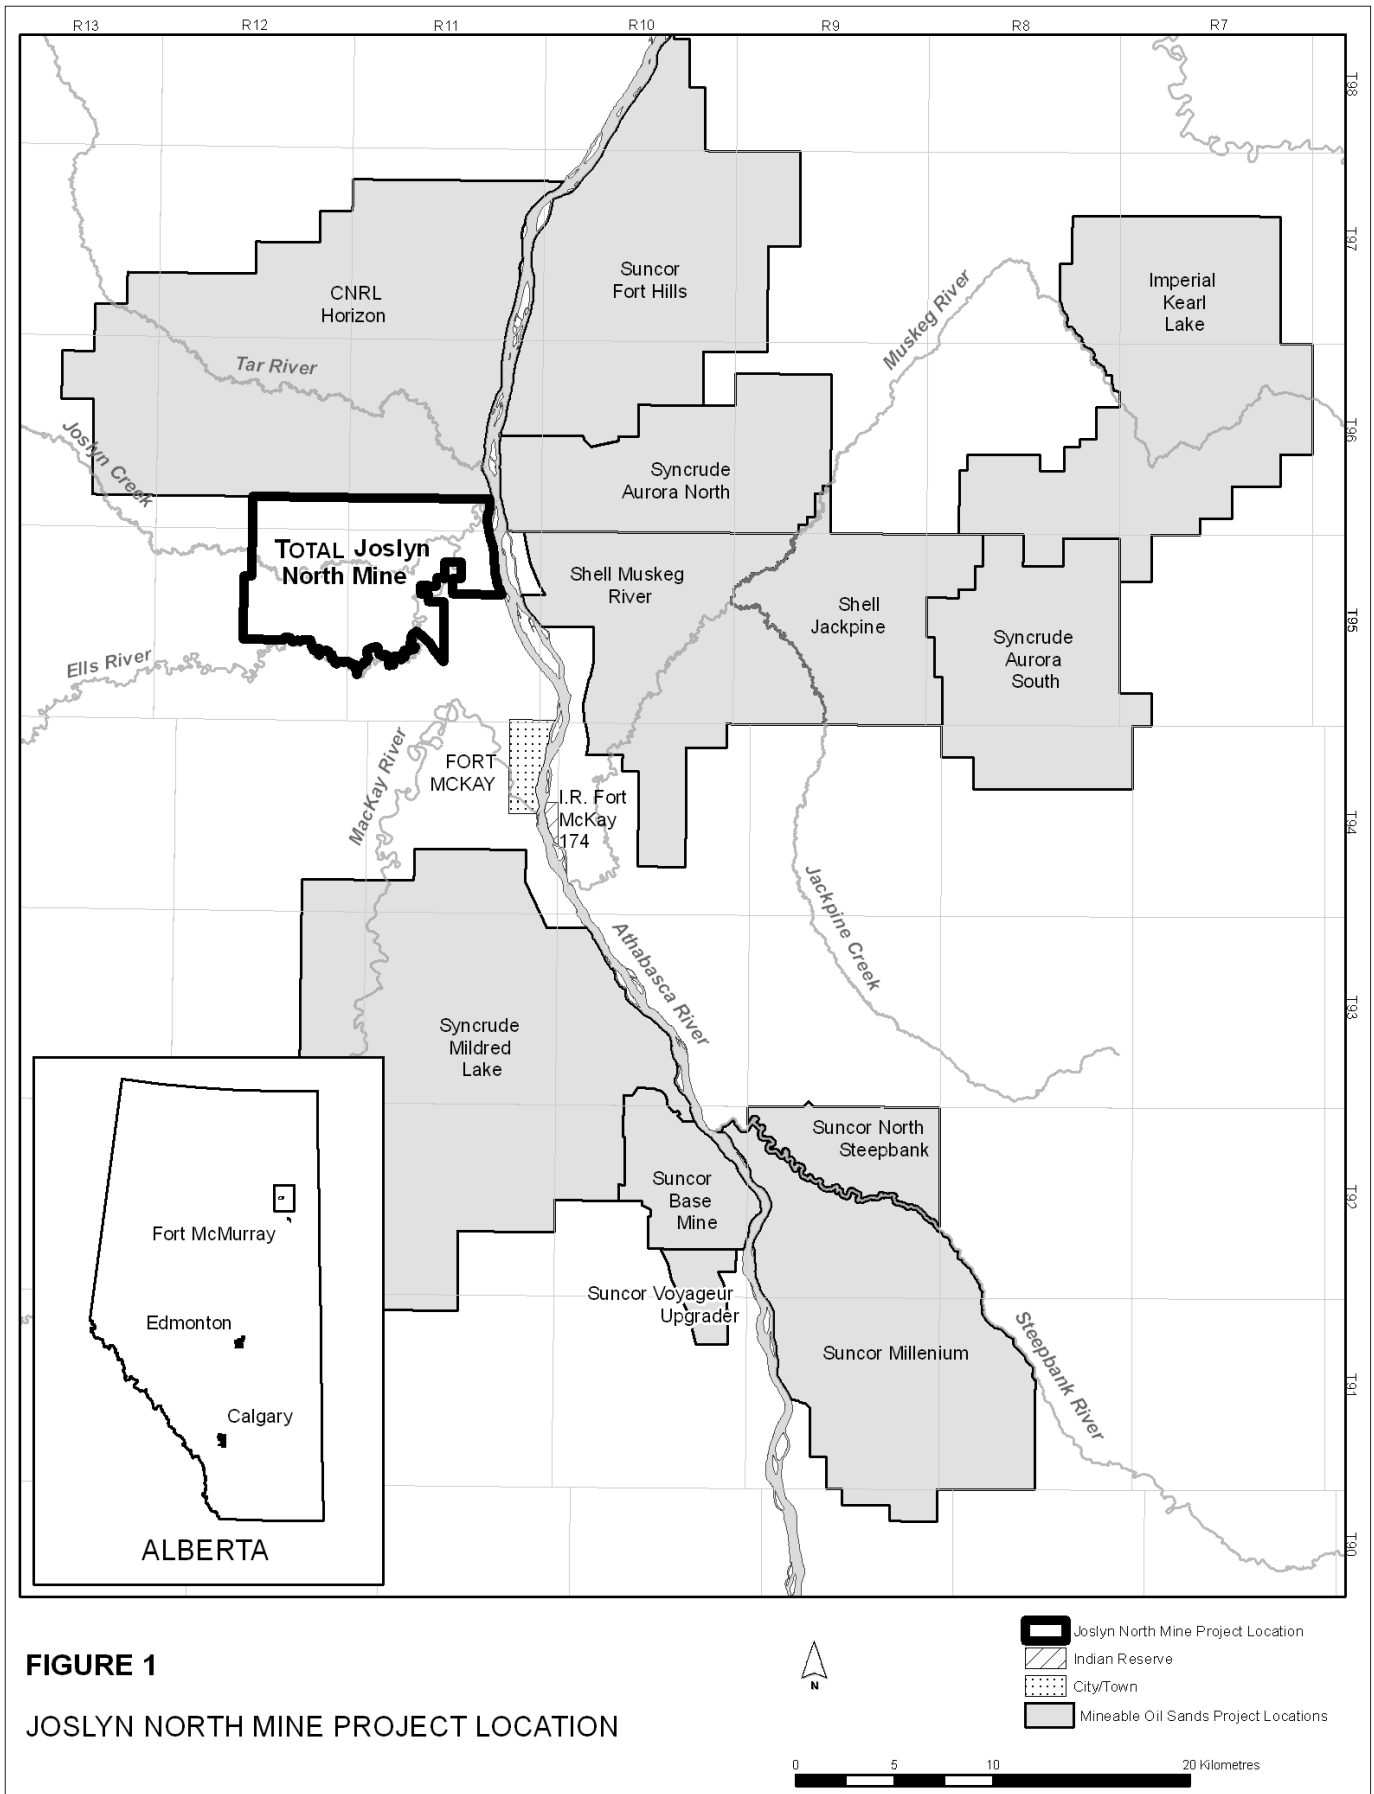 R13
R12
R11
R10
R9
R8
R7
T98
T97
T96
T95
T94
T93
T92
T91
T90
CNRL
Horizon
Suncor
Fort Hills
Imperial
Kearl
Lake
Muskeg River
Tar River
Joslyn Creek
Syncrude
Aurora North
TOTAL Joslyn
North Mine
Shell Muskeg
River
Shell
Jackpine
Syncrude
Aurora
South
Ells River
MacKay River
FORT
MCKAY
I.R. Fort
McKay
174
Jackpine Creek
Athabasca River
Syncrude
Mildred
Lake
Suncor North
Steepbank
Suncor
Base
Mine
Suncor Voyageur
Upgrader
Suncor Millenium
Steepbank River
Fort McMurray
Edmonton
Calgary
ALBERTA
FIGURE 1
JOSLYN NORTH MINE PROJECT LOCATION
N
Joslyn North Mine Project Location
Indian Reserve
City/Town
Mineable Oil Sands Project Locations
0 5 10 20 Kilometres